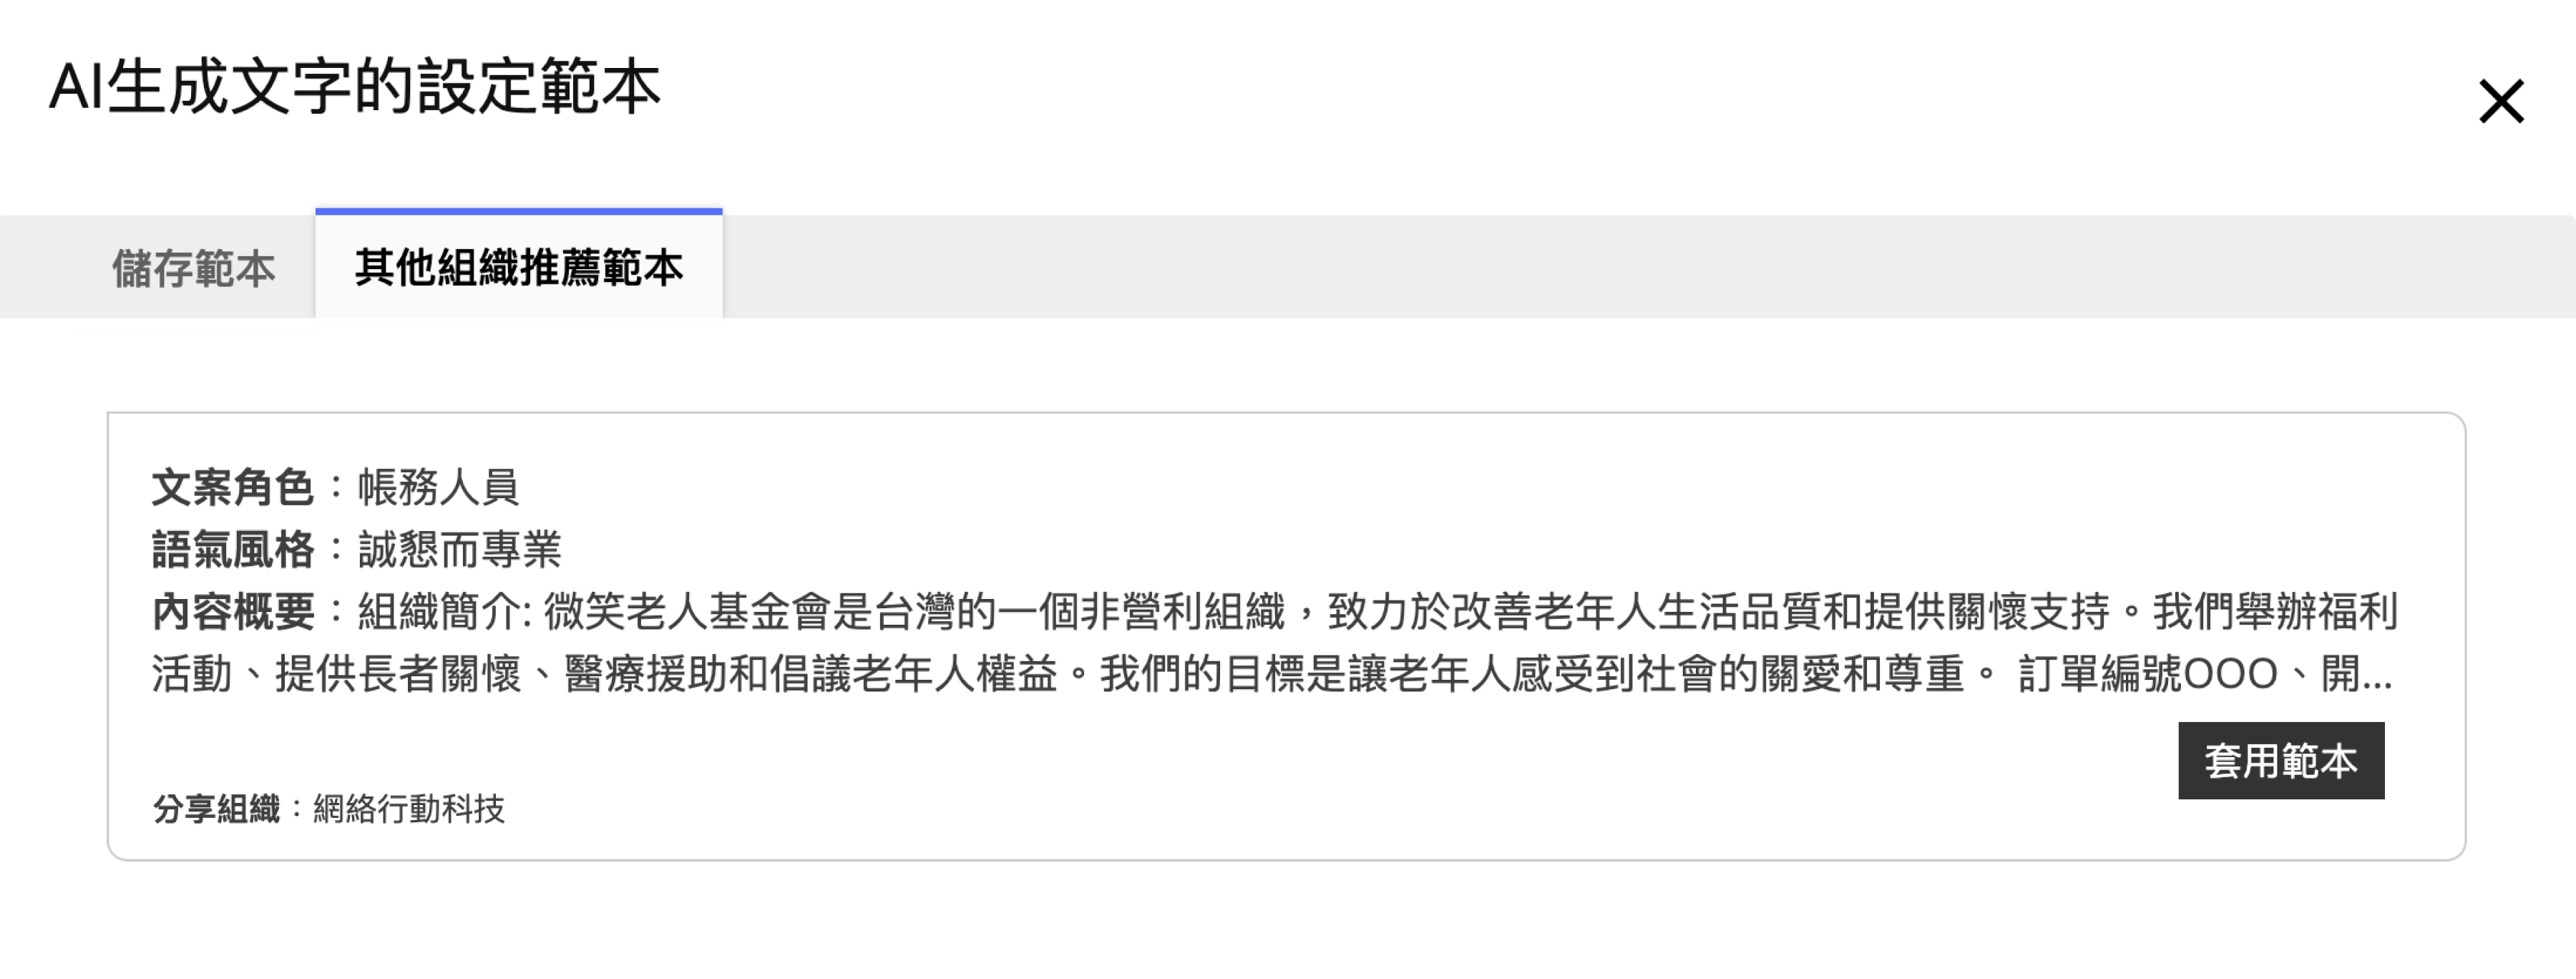 AI生成文字的設定範本
儲存範本
其他組織推薦範本
文案角色：帳務人員
語氣風格：誠懇而專業
內容概要：組織簡介: 微笑老人基金會是台灣的一個非營利組織，致力於改善老年人生活品質和提供關懷支持。我們舉辦福利
活動、提供長者關懷、醫療援助和倡議老年人權益。我們的目標是讓老年人感受到社會的關愛和尊重。 訂單編號OOO、開...
套用範本
分享組織：網絡行動科技